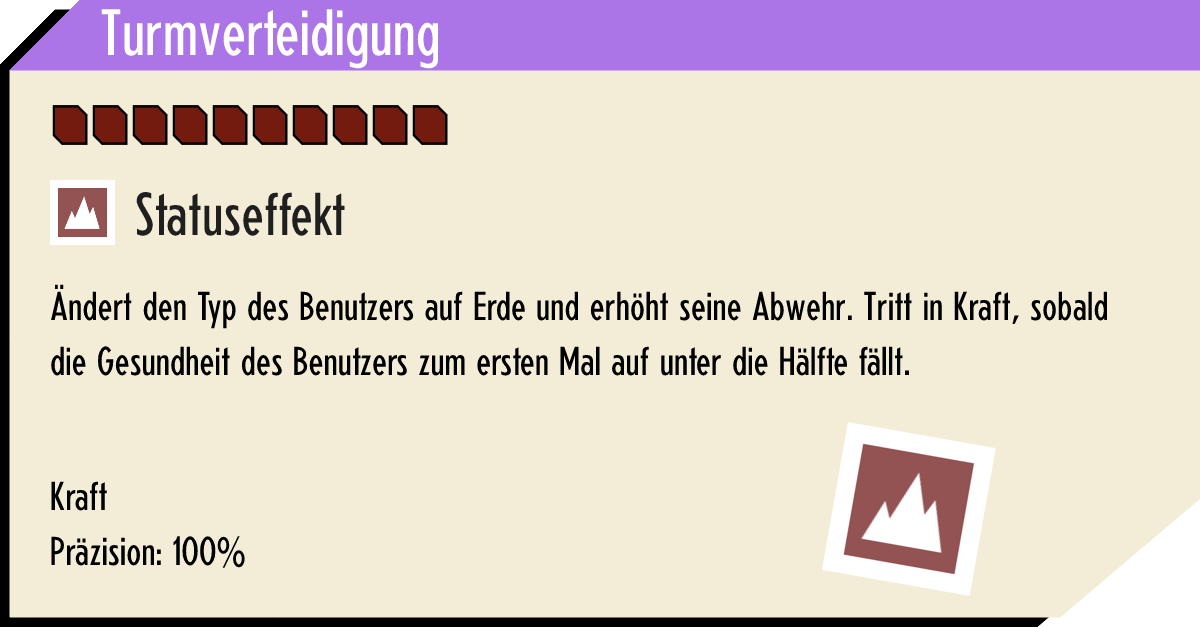 Turmverteidigung
Statuseffekt
Ändert den Typ des Benutzers auf Erde und erhöht seine Abwehr. Tritt in Kraft, sobald
die Gesundheit des Benutzers zum ersten Mal auf unter die Hälfte fällt.
Kraft
Präzision: 100%